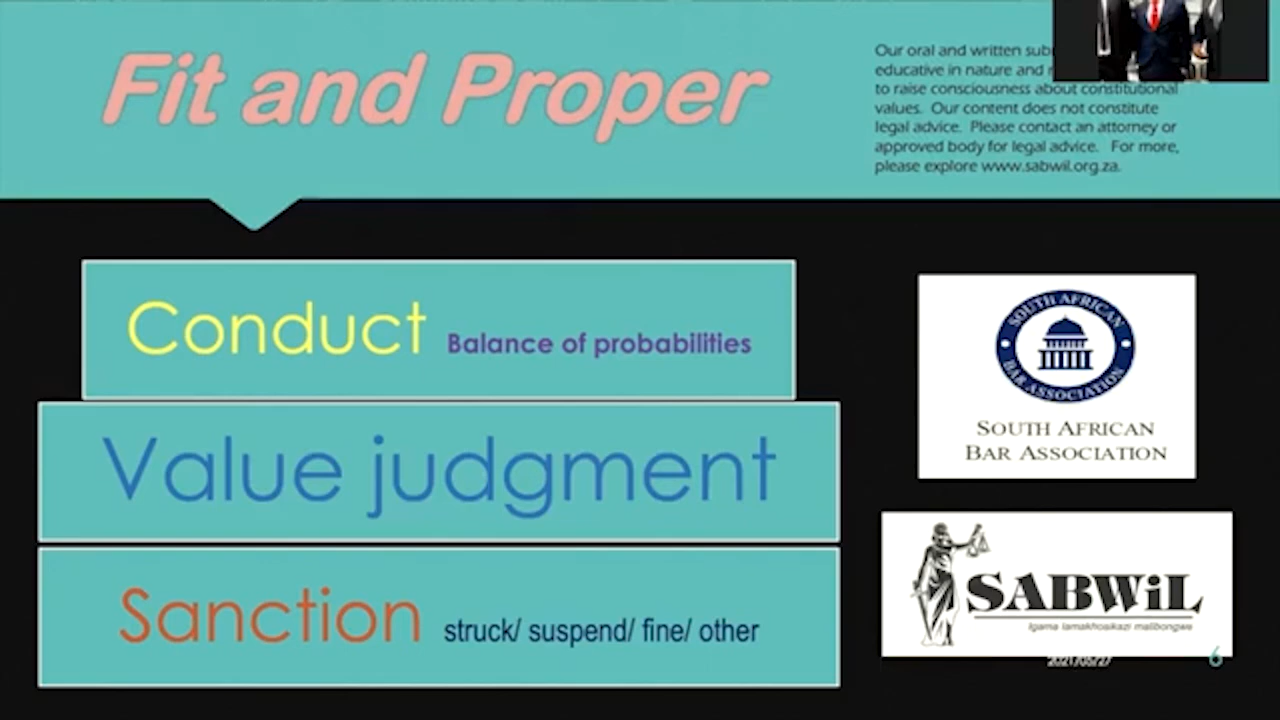 Fit and Proper
Our oral and written
educative in nature and
to raise consciousness about constitutional
values. Our content does not constitute
legal advice. Please contact an attorney or
approved body for legal advice. For more,
please explore www.sabwil.org.za.
Conduct Balance of probabilities
Value judgment
Sanction struck/ suspend/ fine/ other
SOUTH AFRICAN
BAR ASSOCIATION
SOUTH AFRICAN
BAR ASSOCIATION
SABWiL
Igama lamakhosikazi malibongwe
6